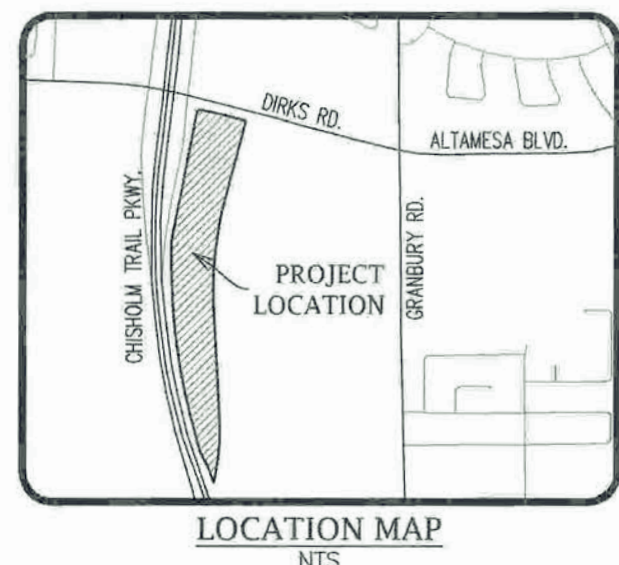 DIRKS RD.
ALTAMESA BLVD.
CHISHOLM TRAIL PKWY.
GRANBURY RD.
PROJECT
LOCATION
LOCATION MAP
NTS